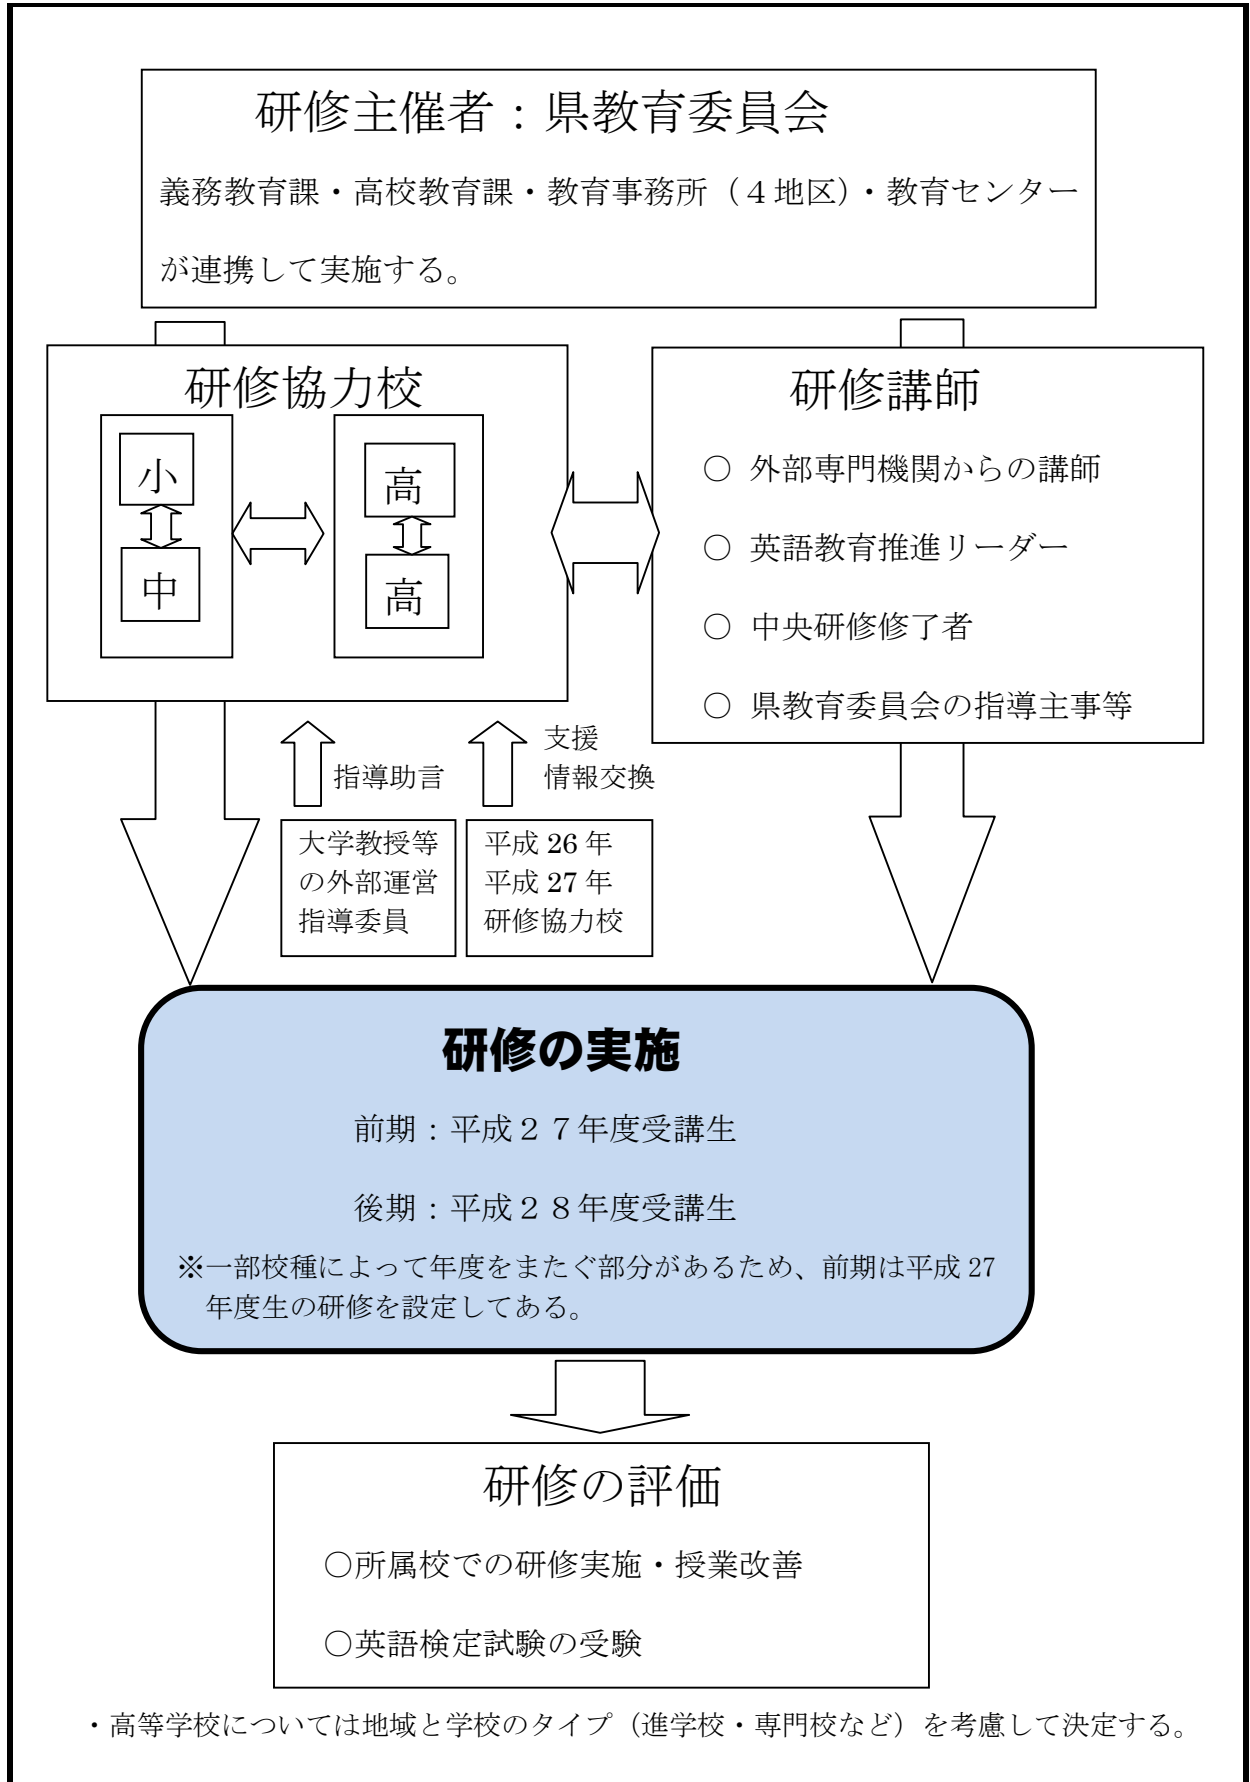 研修主催者：県教育委員会
義務教育課・高校教育課・教育事務所（４地区）・教育センター
が連携して実施する。
研修協力校
小
中
高
高
研修講師
○ 外部専門機関からの講師
○ 英語教育推進リーダー
○ 中央研修修了者
○ 県教育委員会の指導主事等
指導助言
支援
情報交換
大学教授等
の外部運営
指導委員
平成 26 年
平成 27 年
研修協力校
研修の実施
前期：平成２７年度受講生
後期：平成２８年度受講生
※一部校種によって年度をまたぐ部分があるため、前期は平成 27
年度生の研修を設定してある。
研修の評価
○所属校での研修実施・授業改善
○英語検定試験の受験
・高等学校については地域と学校のタイプ（進学校・専門校など）を考慮して決定する。